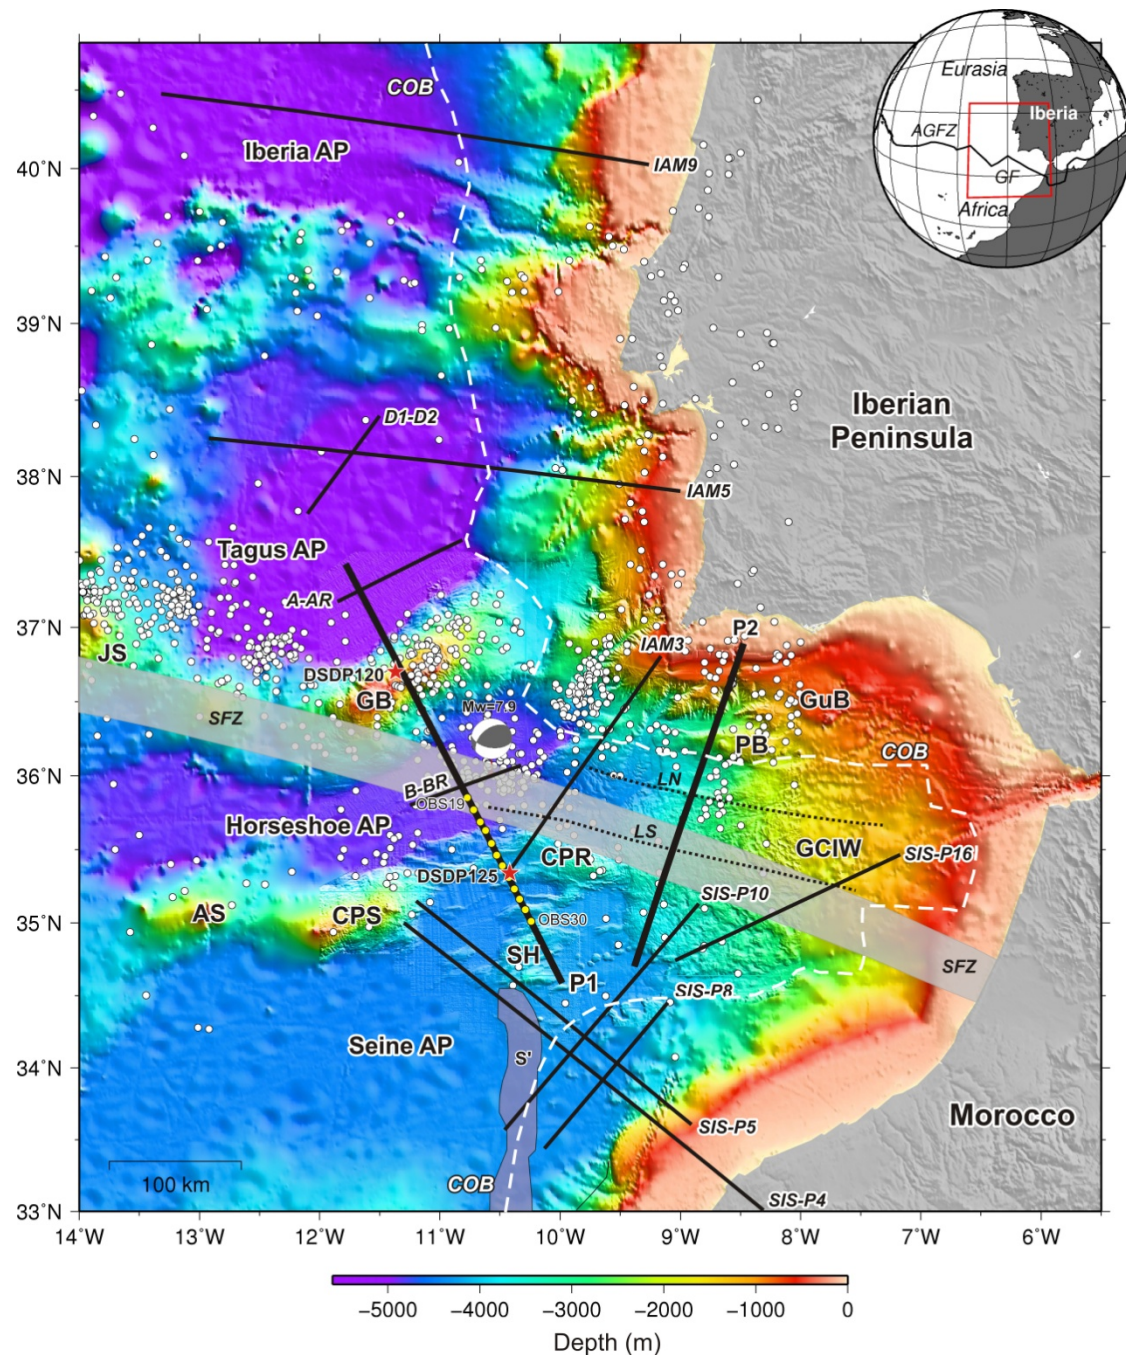 Eurasia
Iberia
AGFZ
GF
Africa
COB
Iberia AP
IAM9
40°N
39°N
D1-D2
Iberian
Peninsula
38°N
IAM5
Tagus AP
A-AR
37°N
P2
IAM3
JS
DSDP120
GB
Mw=7.9
GuB
SFZ
PB
COB
36°N
LN
B-BR
OBS19
Horseshoe AP
LS
CPR
GCIW
SIS-P16
DSDP125
SIS-P10
AS
CPS
OBS30
35°N
SH
P1
SFZ
SIS-P8
Seine AP
S'
34°N
Morocco
SIS-P5
COB
100 km
SIS-P4
33°N
14°W
13°W
12°W
11°W
10°W
9°W
8°W
7°W
6°W
−5000
−4000
−3000
−2000
−1000
0
Depth (m)